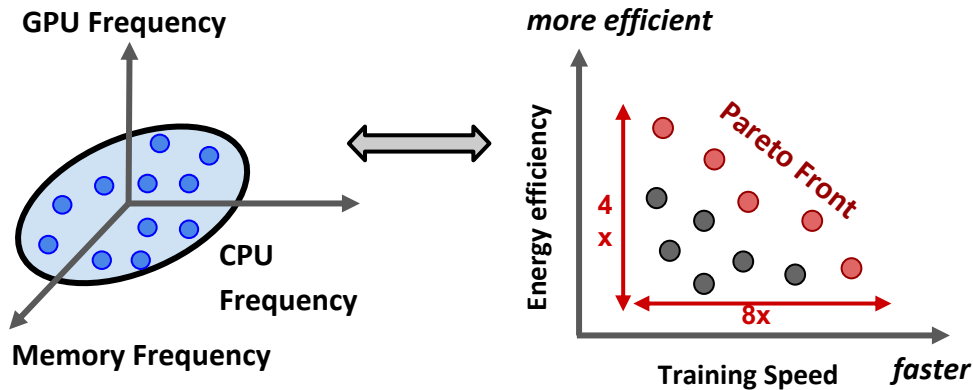 GPU Frequency
CPU
Frequency
Memory Frequency
more efficient
Energy efficiency
4
x
Pareto Front
8x
Training Speed
faster